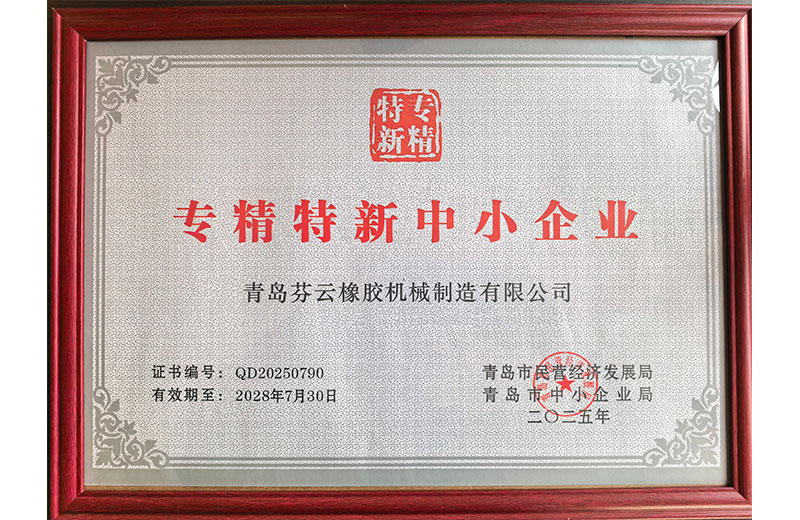 专精
特新
专精特新中小企业
青岛芬云橡胶机械制造有限公司
证书编号：QD20250790
有效期至：2028年7月30日
青岛市民营经济发展局
青岛市中小企业局
二〇二五年